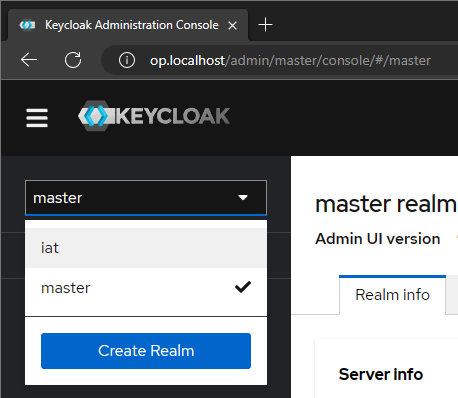 Keycloak Administration Console
op.localhost/admin/master/console/#/master
KEYCLOAK
master
iat
master
Create Realm
master realm
Admin UI version
Realm info
Server info